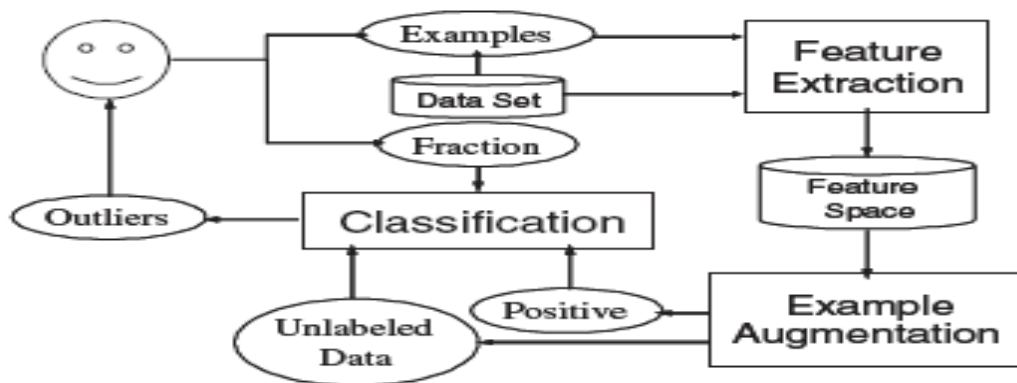 Examples
Data Set
Fraction
Feature
Extraction
Feature
Space
Outliers
Classification
Positive
Unlabeled
Data
Example
Augmentation